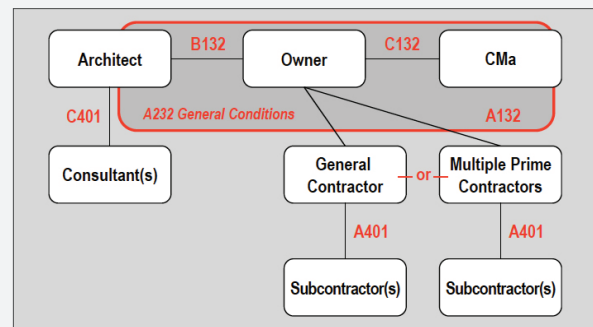 Architect
B132
Owner
C132
CMa
C401
A232 General Conditions
A132
Consultant(s)
General
Contractor
or
Multiple Prime
Contractors
A401
A401
Subcontractor(s)
Subcontractor(s)